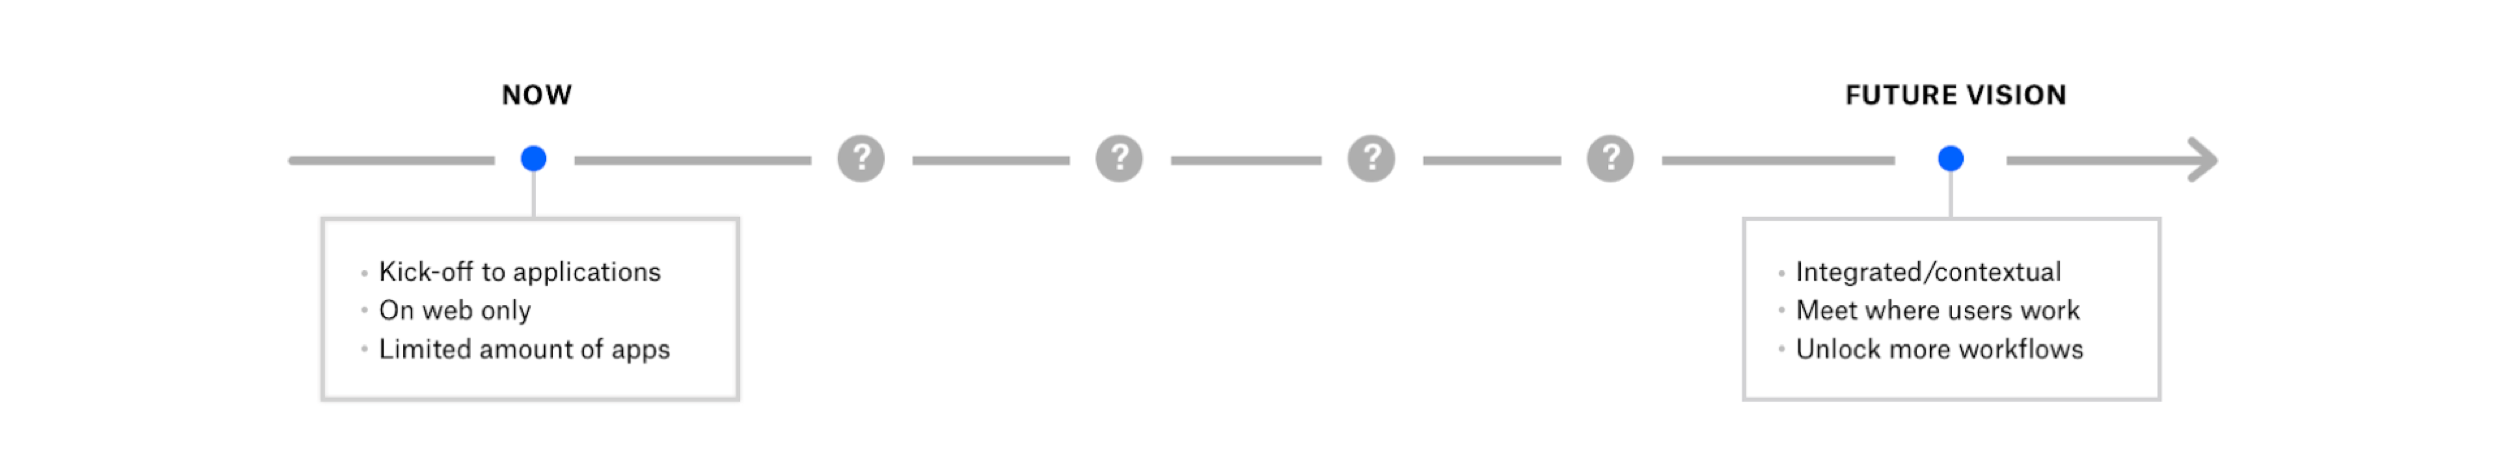 NOW
FUTURE VISION
? ? ? ?
• Kick-off to applications
• On web only
• Limited amount of apps
• Integrated/contextual
• Meet where users work
• Unlock more workflows